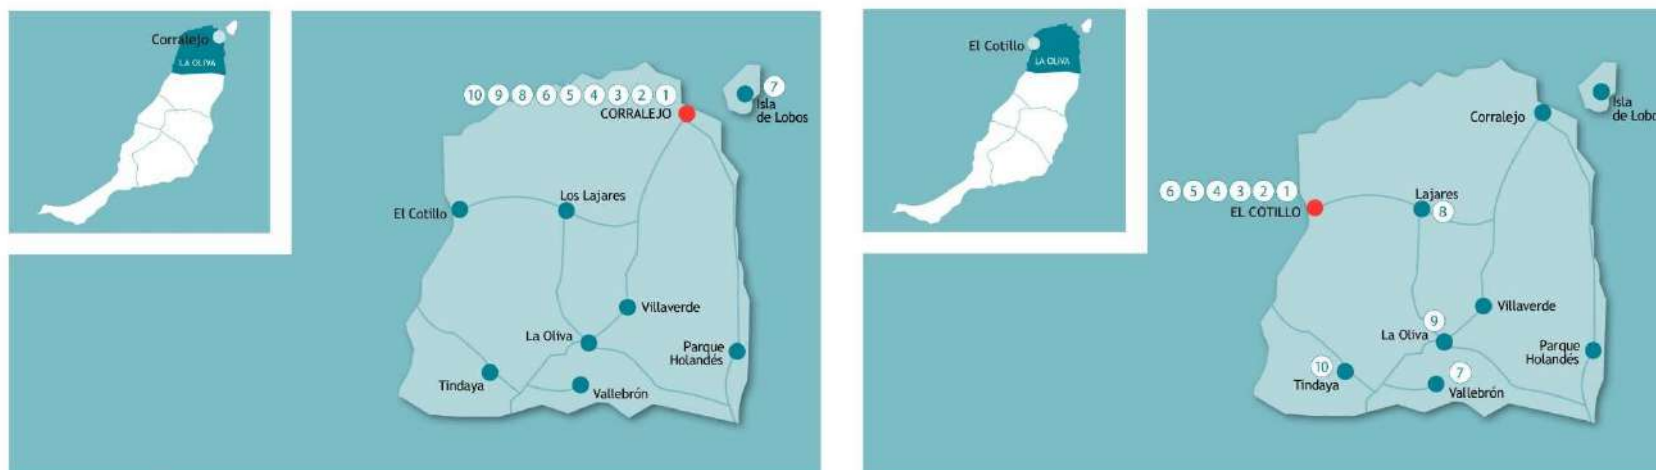 Corralejo
LA OLIVA
10 9 8 6 5 4 3 2 1
CORRALEJO
7
Isla
de Lobos
Los Lajares
El Cotillo
Villaverde
La Oliva
Parque
Holandés
Tindaya
Vallebrón
El Cotillo
LA OLIVA
Isla
de Lobo
Corralejo
6 5 4 3 2 1
EL COTILLO
Lajares
8
Villaverde
9
La Oliva
Parque
Holandés
10
Tindaya
7
Vallebrón